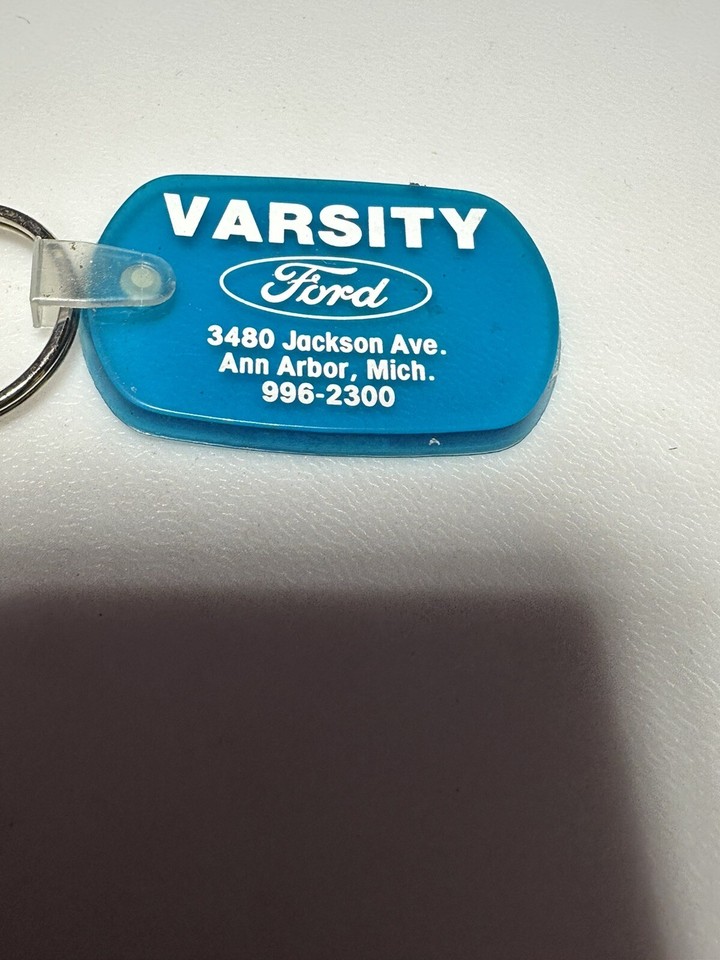 VARSITY
Ford
3480 Jackson Ave.
Ann Arbor, Mich.
996-2300